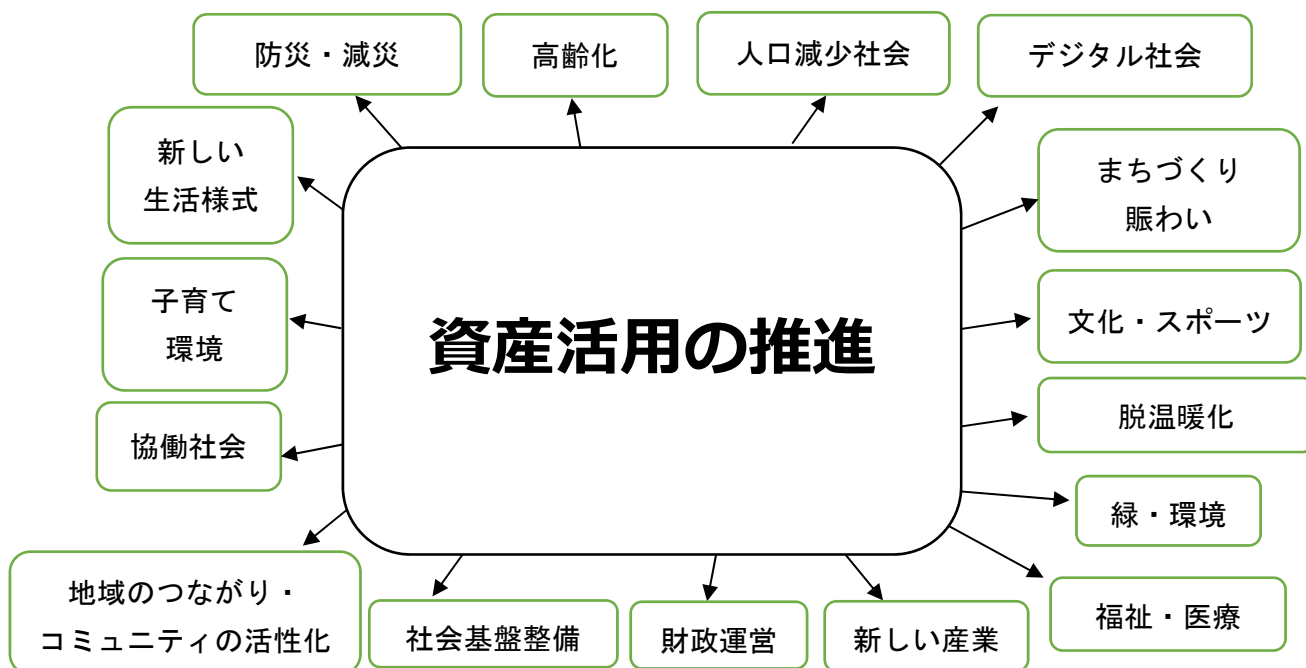 防災・減災
高齢化
人口減少社会
デジタル社会
新しい
生活様式
まちづくり
賑わい
子育て
環境
資産活用の推進
文化・スポーツ
協働社会
脱温暖化
緑・環境
地域のつながり・
コミュニティの活性化
社会基盤整備
財政運営
新しい産業
福祉・医療